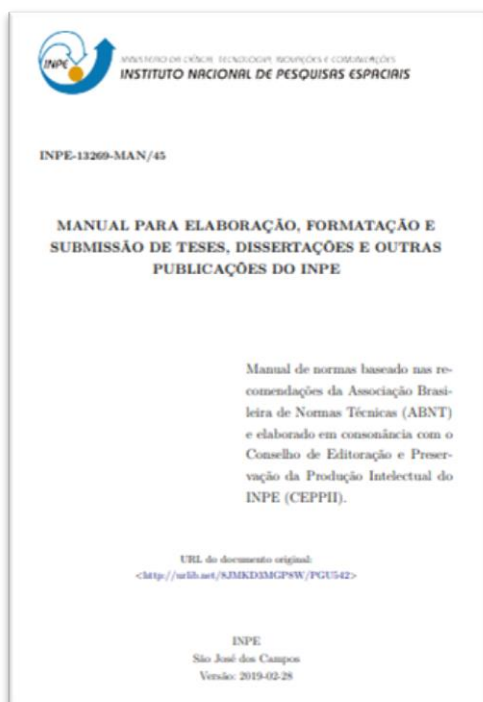 INPE
MINISTÉRIO DA CIÊNCIA, TECNOLOGIA, INOVAÇÕES E COMUNICAÇÕES
INSTITUTO NACIONAL DE PESQUISAS ESPACIAIS
INPE-13269-MAN/45
MANUAL PARA ELABORAÇÃO, FORMATAÇÃO E
SUBMISSÃO DE TESES, DISSERTAÇÕES E OUTRAS
PUBLICAÇÕES DO INPE
Manual de normas baseado nas re-
comendações da Associação Brasi-
leira de Normas Técnicas (ABNT)
e elaborado em consonância com o
Conselho de Editoração e Preser-
vação da Produção Intelectual do
INPE (CEPPII).
URL do documento original:
<http://urlib.net/8JMKD3MGP8W/PGU542>
INPE
São José dos Campos
Versão: 2019-02-28